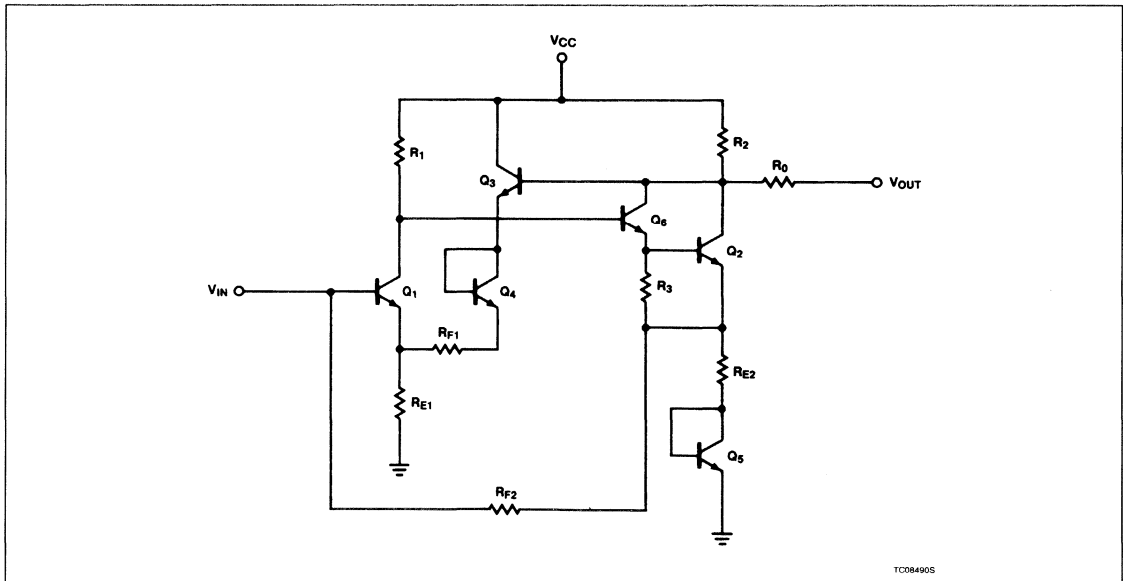 VCC
R1
R2
R0
VOUT
Q3
Q6
Q2
VIN
Q1
Q4
R3
RF1
RE2
RE1
Q5
RF2
TC08490S